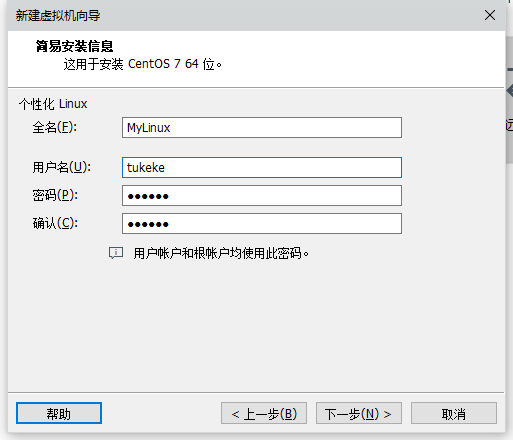 新建虚拟机向导
简易安装信息
这用于安装 CentOS 7 64 位。
个性化 Linux
全名(F):
MyLinux
用户名(U):
tukeke
密码(P):
●●●●●●
确认(C):
●●●●●●
用户帐户和根帐户均使用此密码。
帮助
< 上一步(B)
下一步(N) >
取消